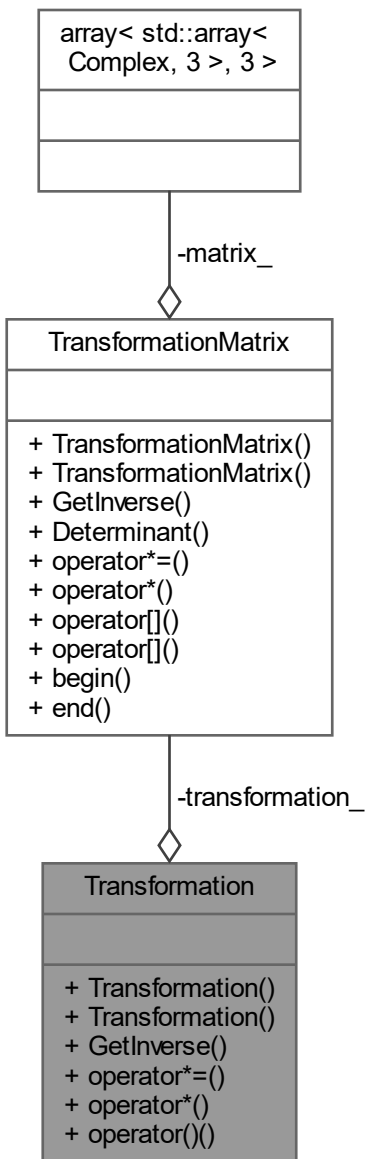 array< std::array<
Complex, 3 >, 3 >
-matrix_
TransformationMatrix
+ TransformationMatrix()
+ TransformationMatrix()
+ GetInverse()
+ Determinant()
+ operator*=()
+ operator*()
+ operator[]()
+ operator[]()
+ begin()
+ end()
-transformation_
Transformation
+ Transformation()
+ Transformation()
+ GetInverse()
+ operator*=()
+ operator*()
+ operator()()